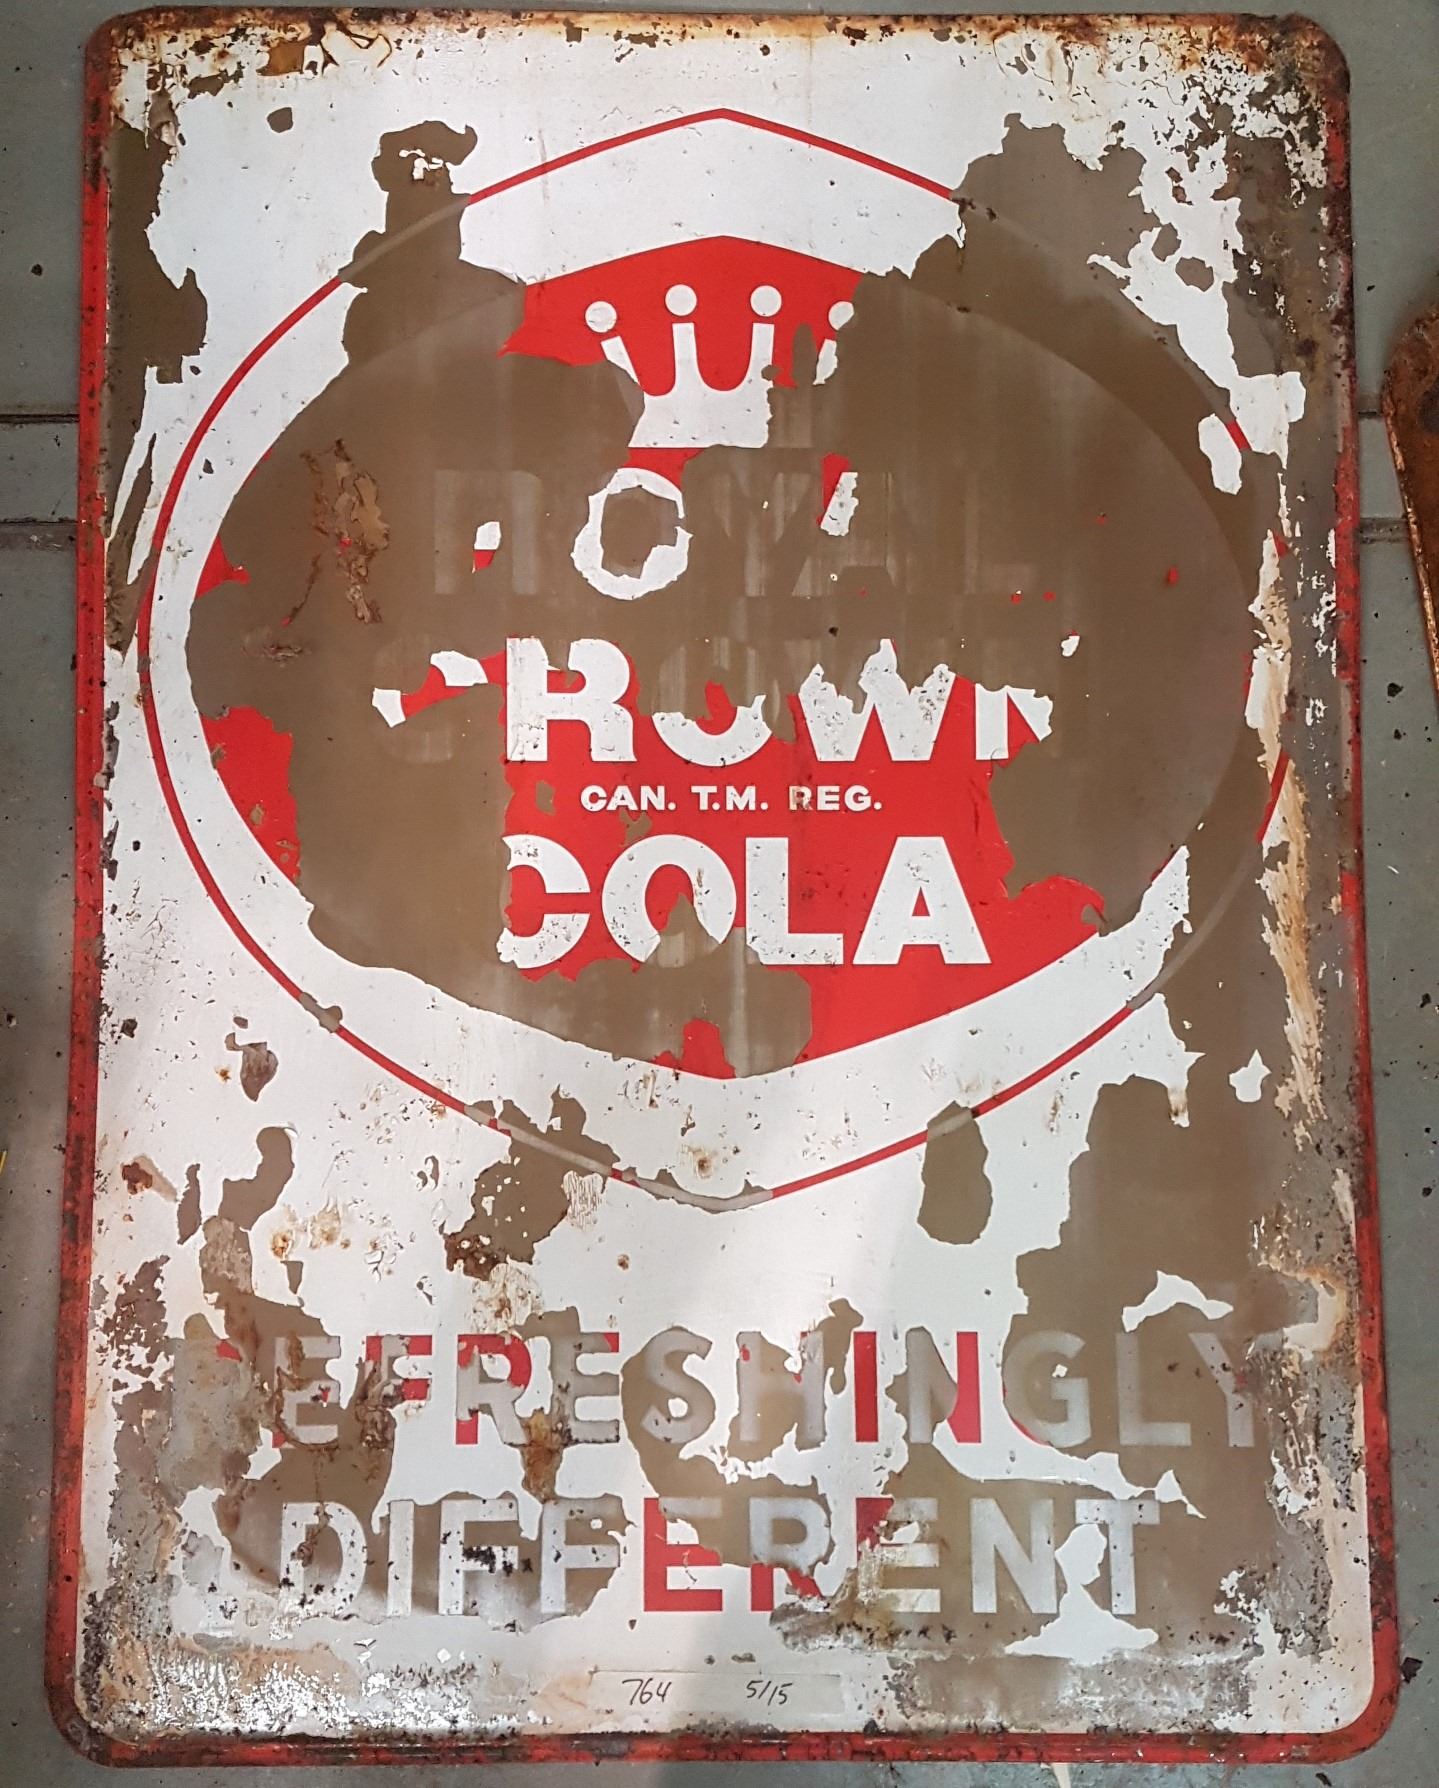 ROYAL
CROWN
CAN. T.M. REG.
COLA
REFRESHINGLY
DIFFERENT
764 5/15